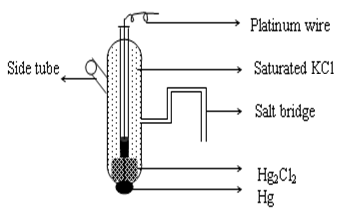 Platinum wire
Side tube
Saturated KCl
Salt bridge
Hg₂Cl₂
Hg